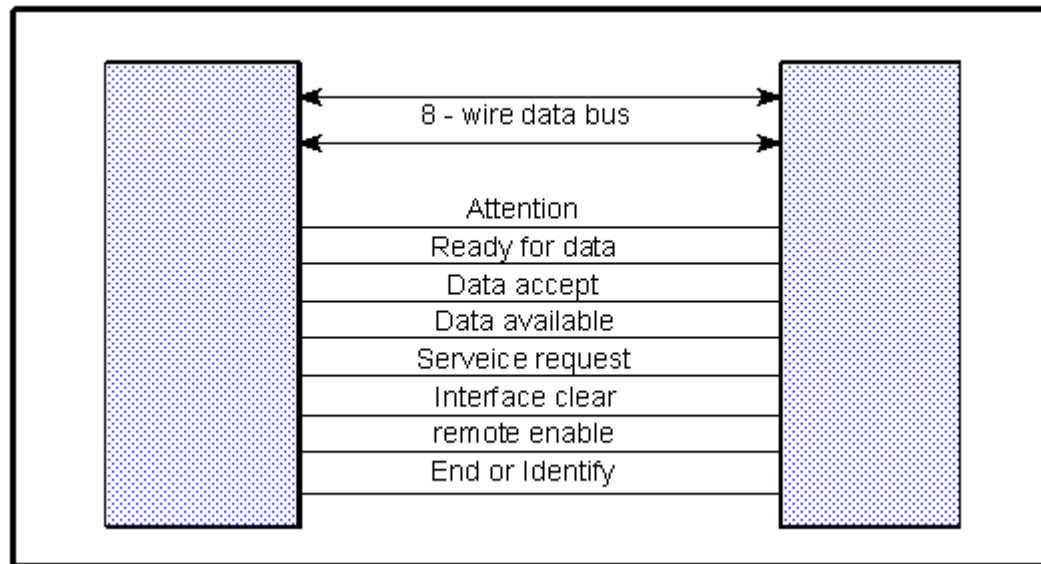 8 - wire data bus
Attention
Ready for data
Data accept
Data available
Serveice request
Interface clear
remote enable
End or Identify